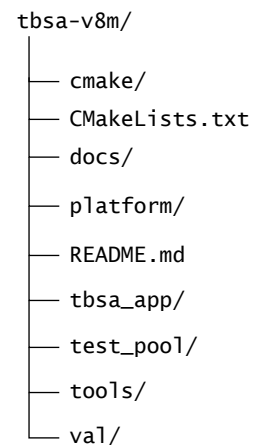 tbsa-v8m/
cmake/
CMakeLists.txt
docs/
platform/
README.md
tbsa_app/
test_pool/
tools/
val/